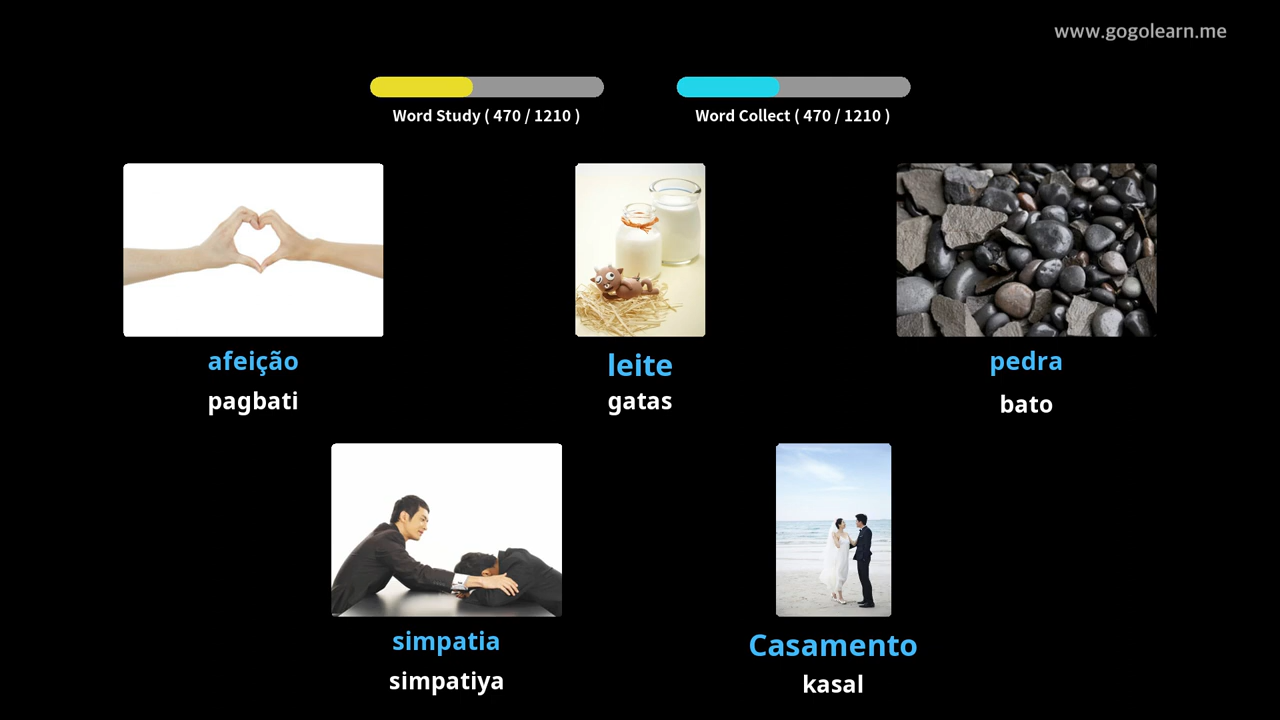 www.gogolearn.me
Word Study ( 470 / 1210 )
Word Collect ( 470 / 1210 )
afeição
leite
pedra
pagbati
gatas
bato
simpatia
Casamento
simpatiya
kasal